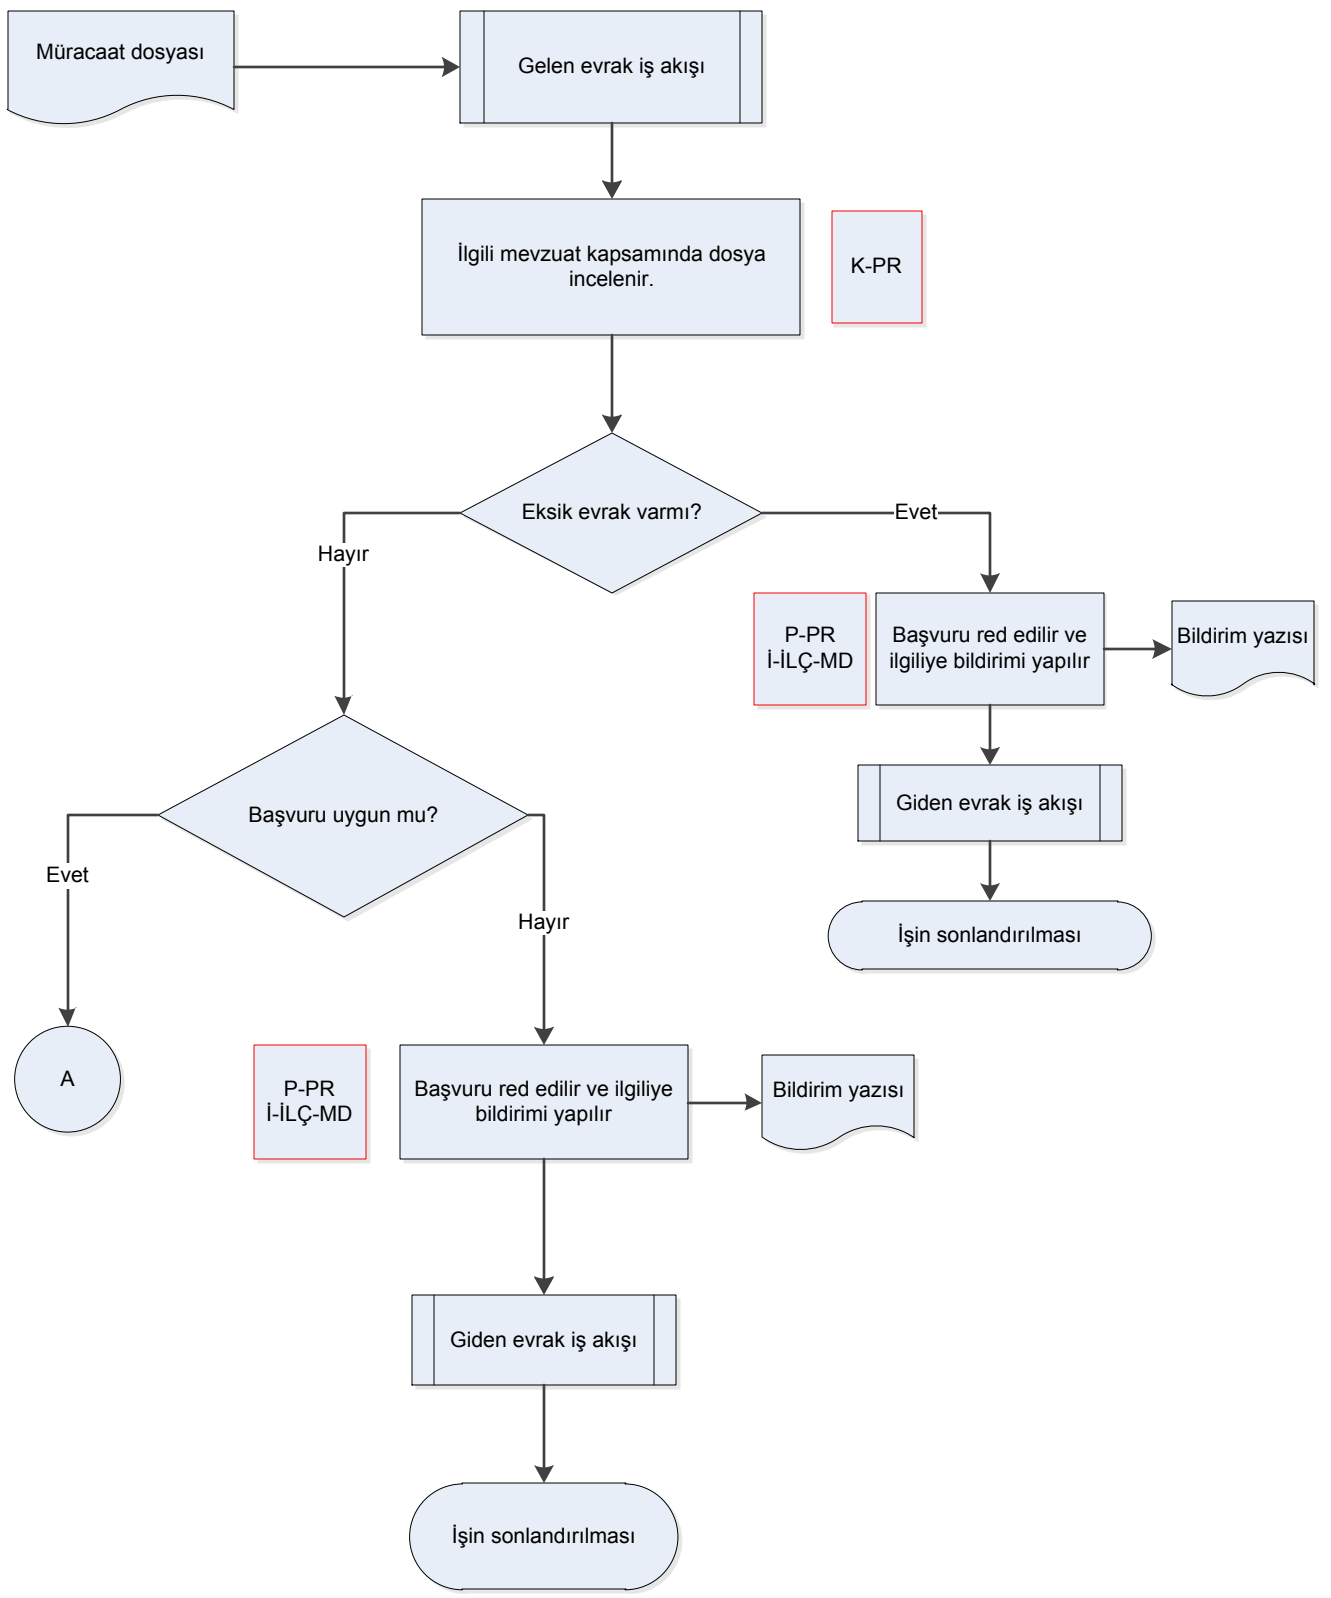 Müracaat dosyası
Gelen evrak iş akışı
İlgili mevzuat kapsamında dosya
incelenir.
K-PR
Eksik evrak varmı?
Evet
Hayır
P-PR
İ-İLÇ-MD
Başvuru red edilir ve
ilgiliye bildirimi yapılır
Bildirim yazısı
Giden evrak iş akışı
İşin sonlandırılması
Başvuru uygun mu?
Evet
Hayır
A
P-PR
İ-İLÇ-MD
Başvuru red edilir ve ilgiliye
bildirimi yapılır
Bildirim yazısı
Giden evrak iş akışı
İşin sonlandırılması